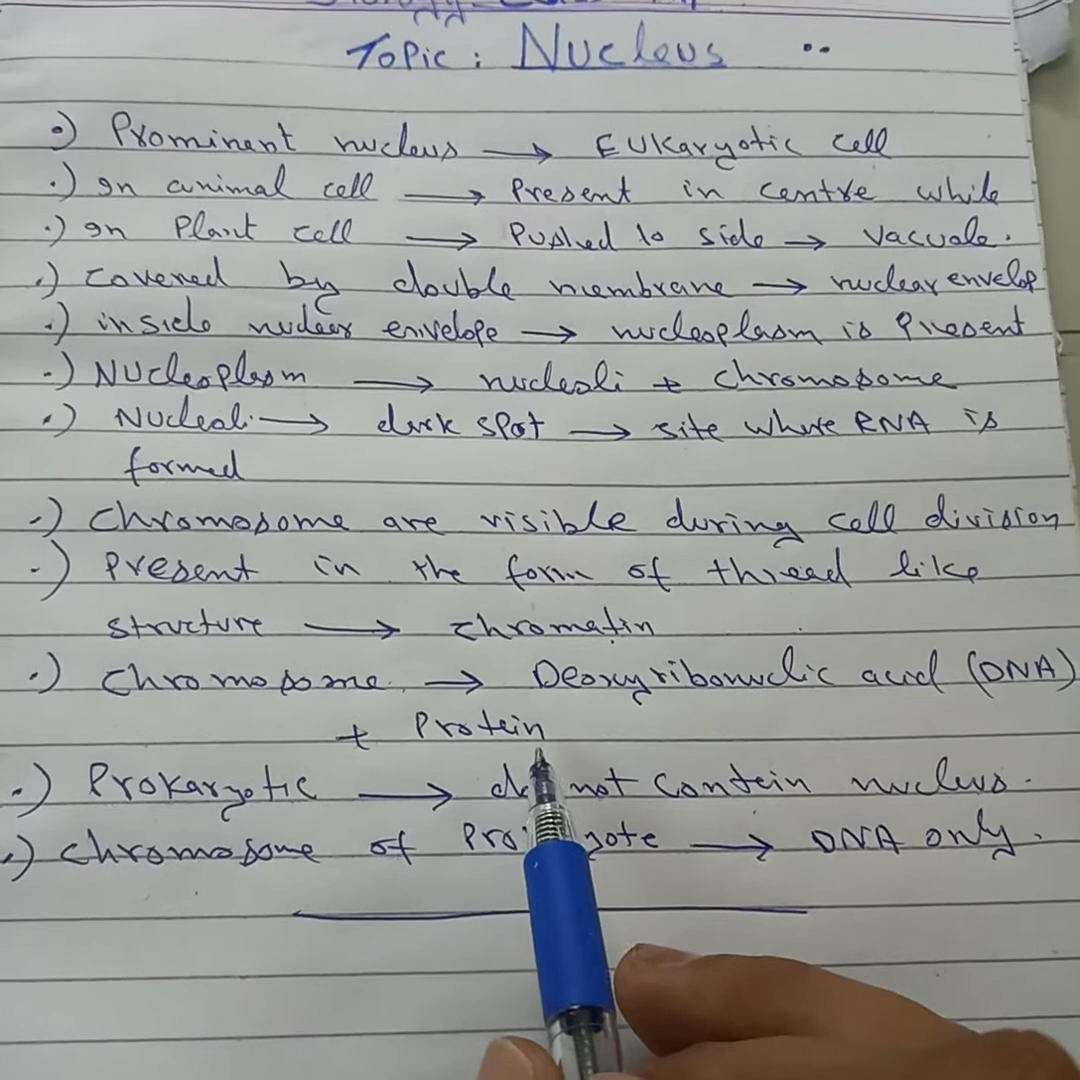 Topic: Nucleus
.) Prominent nucleus → Eukaryotic cell
.) In animal cell → Present in centre while
.) In Plant cell → Pushed to side → Vacuole.
.) Covered by double membrane → nuclear envelop
.) inside nuclear envelope → nucleoplasm is Present
.) Nucleoplasm → nucleoli + Chromosome
.) Nucleoli → dark spot → site where RNA is
formed
.) Chromosome are visible during cell division
.) Present in the form of thread like
structure → chromatin
.) Chromosome → Deoxyribonuclic acid (DNA)
+ Protein
.) Prokaryotic → do not contain nucleus.
.) Chromosome of → DNA only.